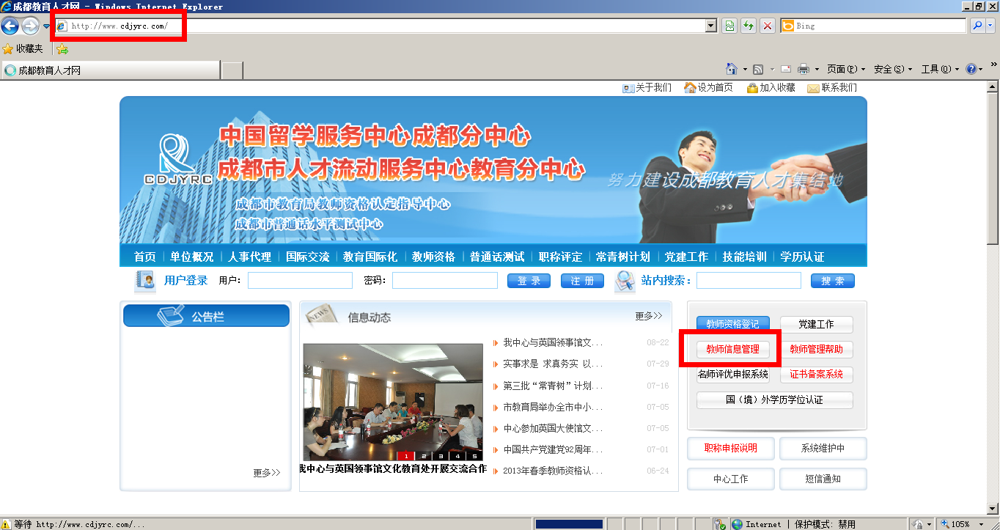 成都教育人才网 - Windows Internet Explorer
http://www.cdjyrc.com/
Bing
收藏夹
成都教育人才网
页面(P)
安全(S)
工具(O)
关于我们
设为首页
加入收藏
联系我们
中国留学服务中心成都分中心
成都市人才流动服务中心教育分中心
CDJYRC
努力建设成都教育人才集结地
成都市教育局教师资格认定指导中心
成都市普通话水平测试中心
首页 | 单位概况 | 人事代理 | 国际交流 | 教育国际化 | 教师资格 | 普通话测试 | 职称评定 | 常青树计划 | 党建工作 | 技能培训 | 学历认证
用户登录 用户: 密码: 登 录 注 册 站内搜索: 搜 索
公告栏
更多>>
NEWS
信息动态
更多>>
我中心与英国领事馆文... 08-22
实事求是 求真务实 以... 07-29
第三批“常青树”计划... 07-16
市教育局举办全市中小... 07-05
中心参加英国大使馆文... 07-05
中国共产党建党92周年... 07-01
2013年春季教师资格认... 06-24
1 2 3 4 5
我中心与英国领事馆文化教育处开展交流合作
教师资格登记
党建工作
教师信息管理
教师管理帮助
名师评优申报系统
证书备案系统
国（境）外学历学位认证
职称申报说明
系统维护中
中心工作
短信通知
等待 http://www.cdjyrc.com/...
Internet | 保护模式: 禁用
105%